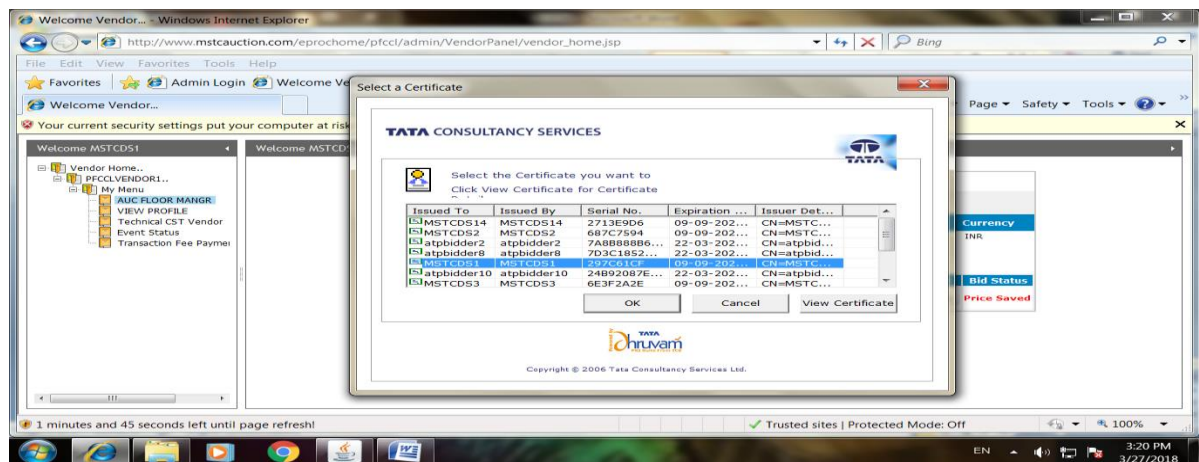 Welcome Vendor... - Windows Internet Explorer
http://www.mstcauction.com/eprochome/pfccl/admin/VendorPanel/vendor_home.jsp
Bing
File Edit View Favorites Tools Help
Favorites Admin Login Welcome Ve
Welcome Vendor...
Page Safety Tools
Your current security settings put your computer at risk
Welcome MSTCDS1
Welcome MSTCD
Vendor Home..
PFCCLVENDOR1..
My Menu
AUC FLOOR MANGR
VIEW PROFILE
Technical CST Vendor
Event Status
Transaction Fee Paymer
Select a Certificate
TATA CONSULTANCY SERVICES
TATA
Select the Certificate you want to
Click View Certificate for Certificate
Issued To Issued By Serial No. Expiration ... Issuer Det...
MSTCDS14 MSTCDS14 2713E9D6 09-09-202... CN=MSTC...
MSTCDS2 MSTCDS2 687C7594 09-09-202... CN=MSTC...
atpbidder2 atpbidder2 7A8B888B6... 22-03-202... CN=atpbid...
atpbidder8 atpbidder8 7D3C1852... 22-03-202... CN=atpbid...
MSTCDS1 MSTCDS1 297C61CF 09-09-202... CN=MSTC...
atpbidder10 atpbidder10 24B92087E... 22-03-202... CN=atpbid...
MSTCDS3 MSTCDS3 6E3F2A2E 09-09-202... CN=MSTC...
OK Cancel View Certificate
TATA
Dhruvam
Copyright © 2006 Tata Consultancy Services Ltd.
Currency
INR
Bid Status
Price Saved
1 minutes and 45 seconds left until page refresh!
Trusted sites | Protected Mode: Off
100%
EN
3:20 PM
3/27/2018